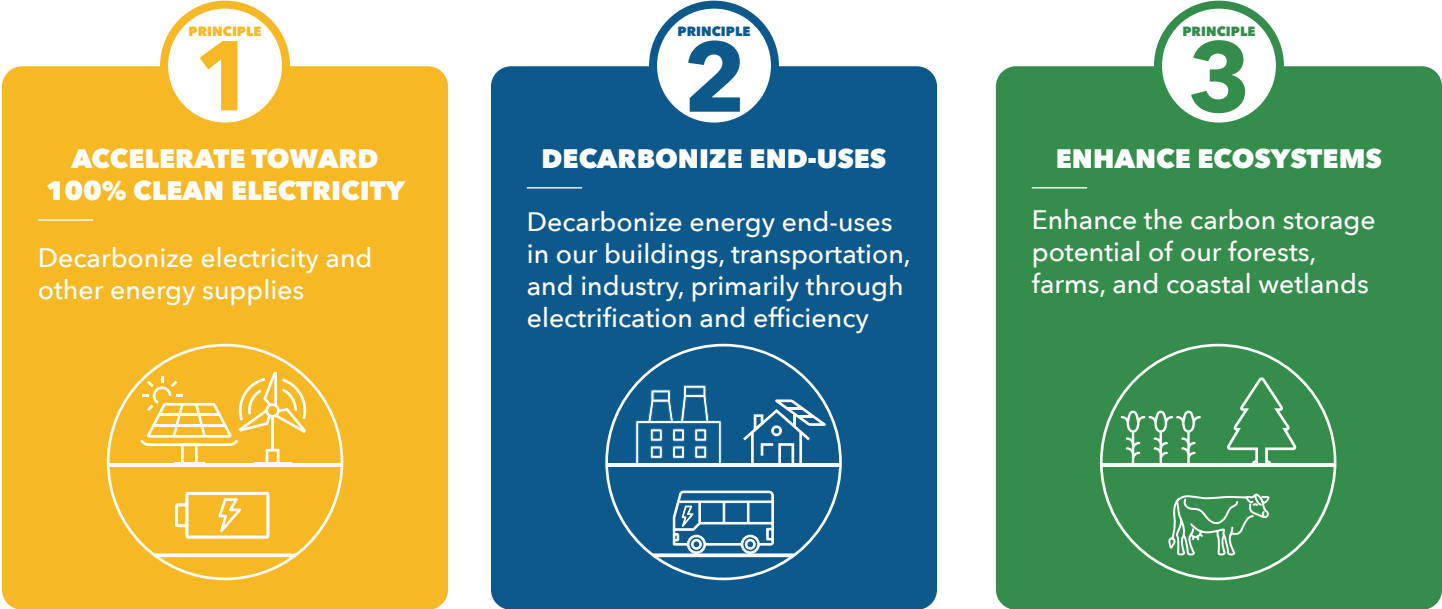 PRINCIPLE
1
ACCELERATE TOWARD
100% CLEAN ELECTRICITY
Decarbonize electricity and
other energy supplies
PRINCIPLE
2
DECARBONIZE END-USES
Decarbonize energy end-uses
in our buildings, transportation,
and industry, primarily through
electrification and efficiency
PRINCIPLE
3
ENHANCE ECOSYSTEMS
Enhance the carbon storage
potential of our forests,
farms, and coastal wetlands